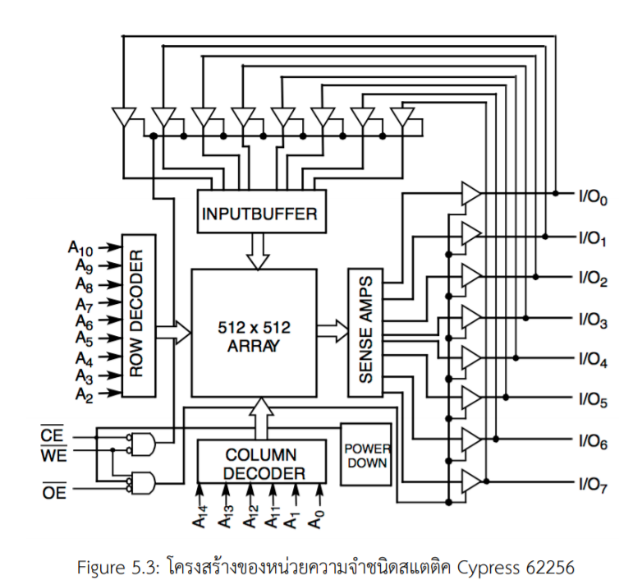 INPUTBUFFER
I/O₀
I/O₁
I/O₂
I/O₃
I/O₄
I/O₅
I/O₆
I/O₇
A₁₀
A₉
A₈
A₇
A₆
A₅
A₄
A₃
A₂
ROW DECODER
512 x 512
ARRAY
SENSE AMPS
CE
WE
OE
COLUMN
DECODER
POWER
DOWN
A₁₄
A₁₃
A₁₂
A₁₁
A₁
A₀
Figure 5.3: โครงสร้างของหน่วยความจำชนิดสแตติค Cypress 62256